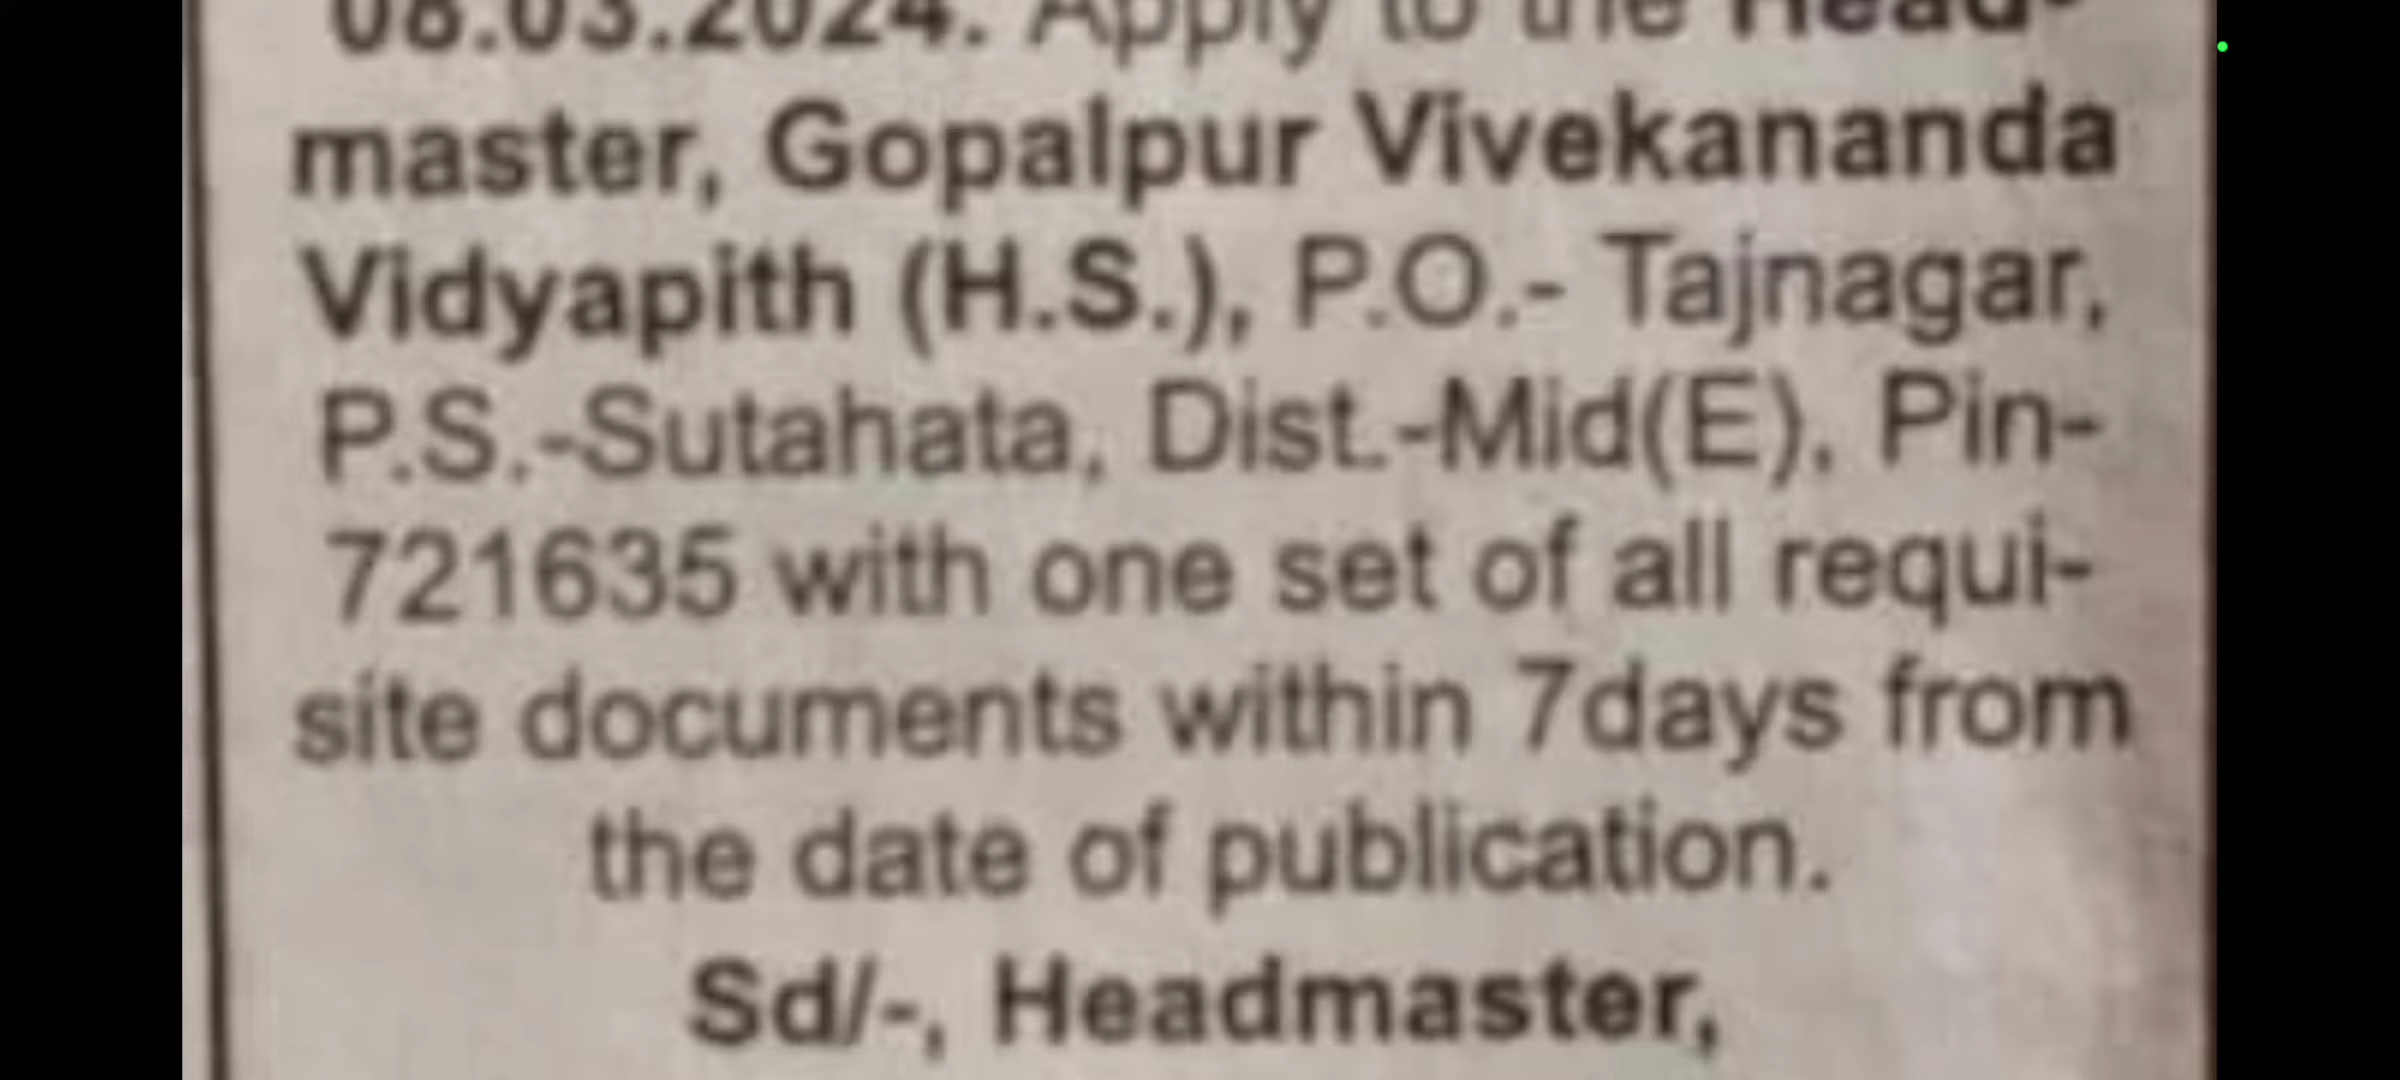 08.03.2024. Apply to the Head-
master, Gopalpur Vivekananda
Vidyapith (H.S.), P.O.- Tajnagar,
P.S.-Sutahata, Dist.-Mid(E), Pin-
721635 with one set of all requi-
site documents within 7days from
the date of publication.
Sd/-, Headmaster,